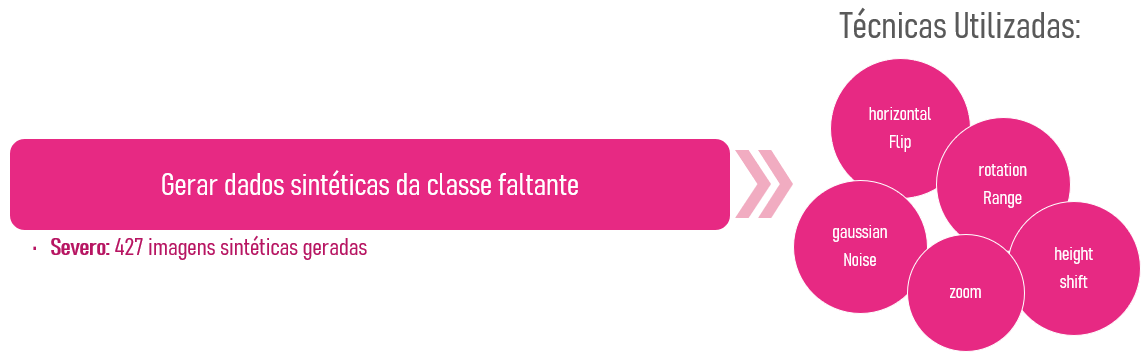 Técnicas Utilizadas:
horizontal
Flip
rotation
Range
Gerar dados sintéticas da classe faltante
gaussian
Noise
· Severo: 427 imagens sintéticas geradas
height
shift
zoom